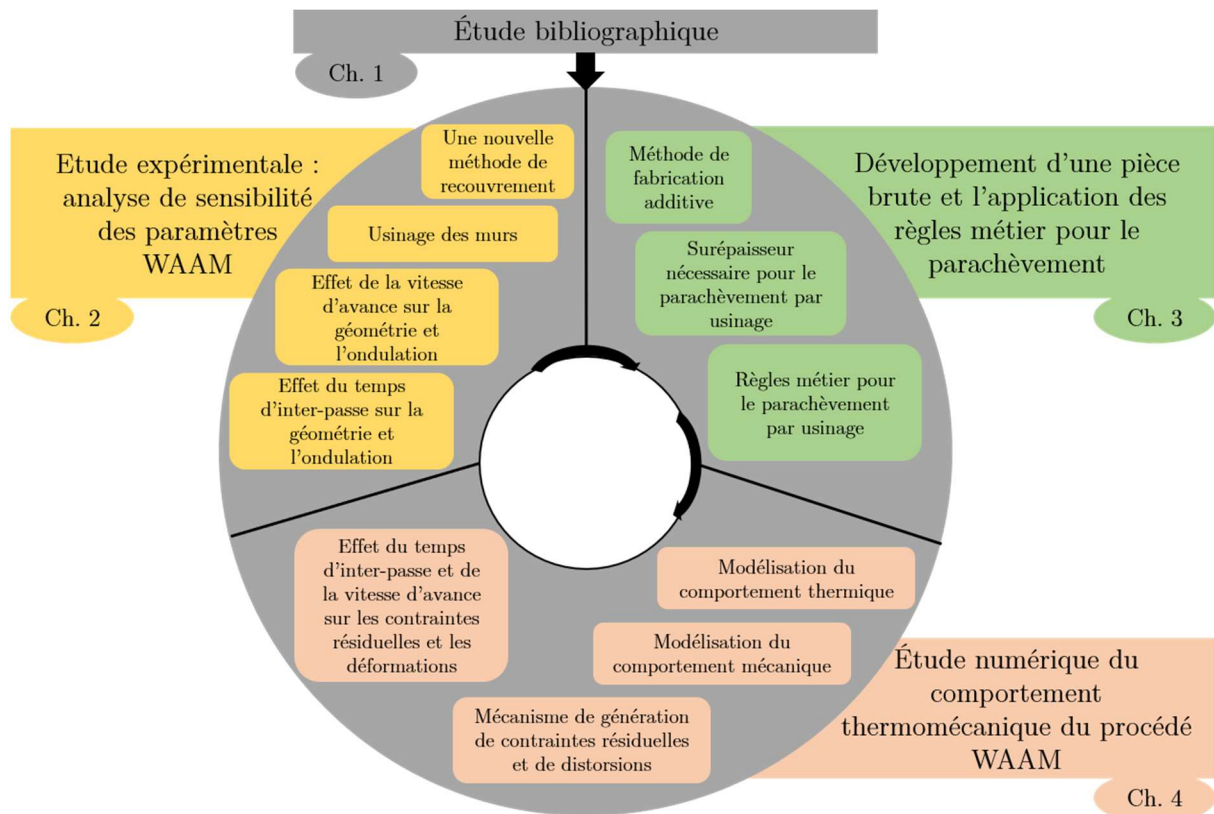 Étude bibliographique
Ch. 1
Etude expérimentale :
analyse de sensibilité
des paramètres
WAAM
Ch. 2
Une nouvelle
méthode de
recouvrement
Usinage des murs
Effet de la vitesse
d'avance sur la
géométrie et
l'ondulation
Effet du temps
d'inter-passe sur la
géométrie et
l'ondulation
Méthode de
fabrication
additive
Surépaisseur
nécessaire pour le
parachèvement par
usinage
Règles métier pour
le parachèvement
par usinage
Développement d'une pièce
brute et l'application des
règles métier pour le
parachèvement
Ch. 3
Effet du temps
d'inter-passe et de
la vitesse d'avance
sur les contraintes
résiduelles et les
déformations
Modélisation du
comportement thermique
Modélisation du
comportement mécanique
Mécanisme de génération
de contraintes résiduelles
et de distorsions
Étude numérique du
comportement
thermomécanique du procédé
WAAM
Ch. 4